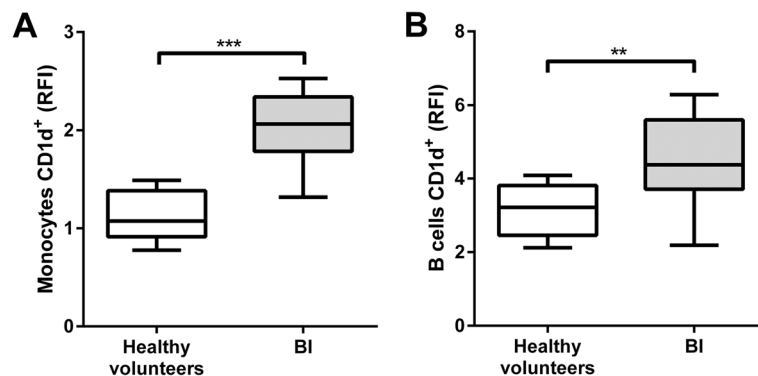 A
Monocytes CD1d+ (RFI)
3
2
1
0
***
Healthy
volunteers
BI
B
B cells CD1d+ (RFI)
8
6
4
2
0
**
Healthy
volunteers
BI